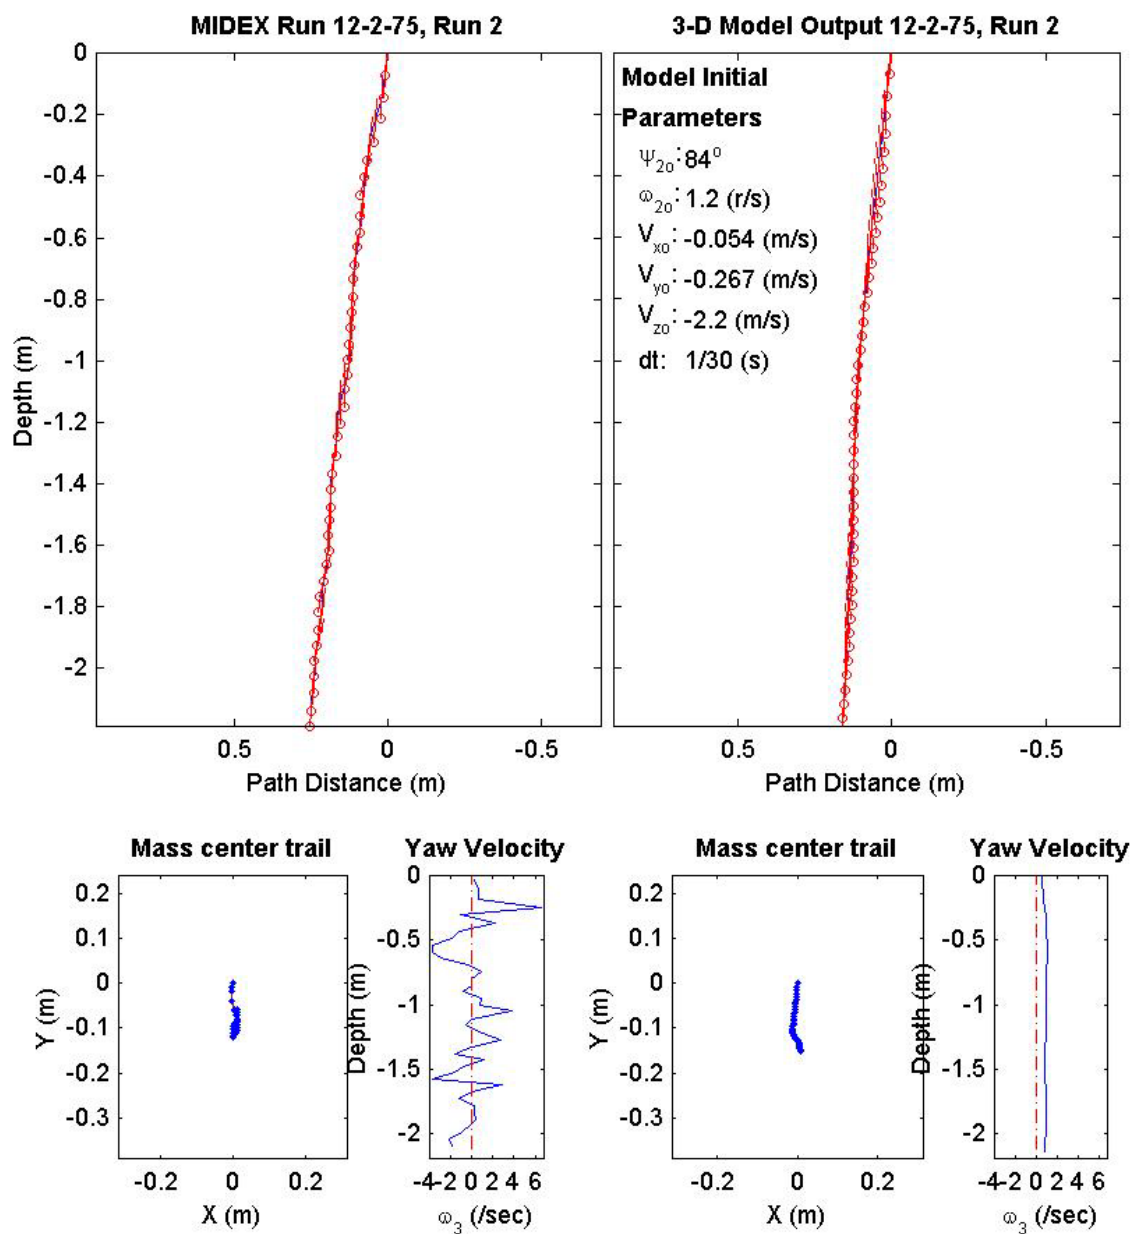 MIDEX Run 12-2-75, Run 2
3-D Model Output 12-2-75, Run 2
Model Initial
Parameters
Ψ2o: 84°
ω2o: 1.2 (r/s)
Vxo: -0.054 (m/s)
Vyo: -0.267 (m/s)
Vzo: -2.2 (m/s)
dt: 1/30 (s)
0
-0.2
-0.4
-0.6
-0.8
-1
-1.2
-1.4
-1.6
-1.8
-2
Depth (m)
0.5 0 -0.5
0.5 0 -0.5
Path Distance (m)
Path Distance (m)
Mass center trail
Yaw Velocity
Mass center trail
Yaw Velocity
0.2
0.1
0
-0.1
-0.2
-0.3
Y (m)
-0.2 0 0.2
X (m)
0
-0.5
-1
-1.5
-2
Depth (m)
-4 -2 0 2 4 6
ω3 (/sec)
0.2
0.1
0
-0.1
-0.2
-0.3
Y (m)
-0.2 0 0.2
X (m)
0
-0.5
-1
-1.5
-2
Depth (m)
-4 -2 0 2 4 6
ω3 (/sec)